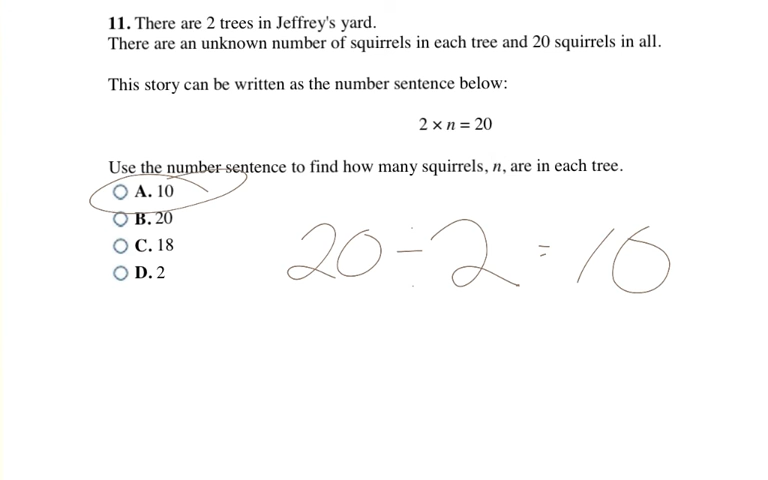 11. There are 2 trees in Jeffrey's yard.
There are an unknown number of squirrels in each tree and 20 squirrels in all.
This story can be written as the number sentence below:
2 × n = 20
Use the number sentence to find how many squirrels, n, are in each tree.
A. 10
B. 20
C. 18
D. 2
20 ÷ 2 = 10